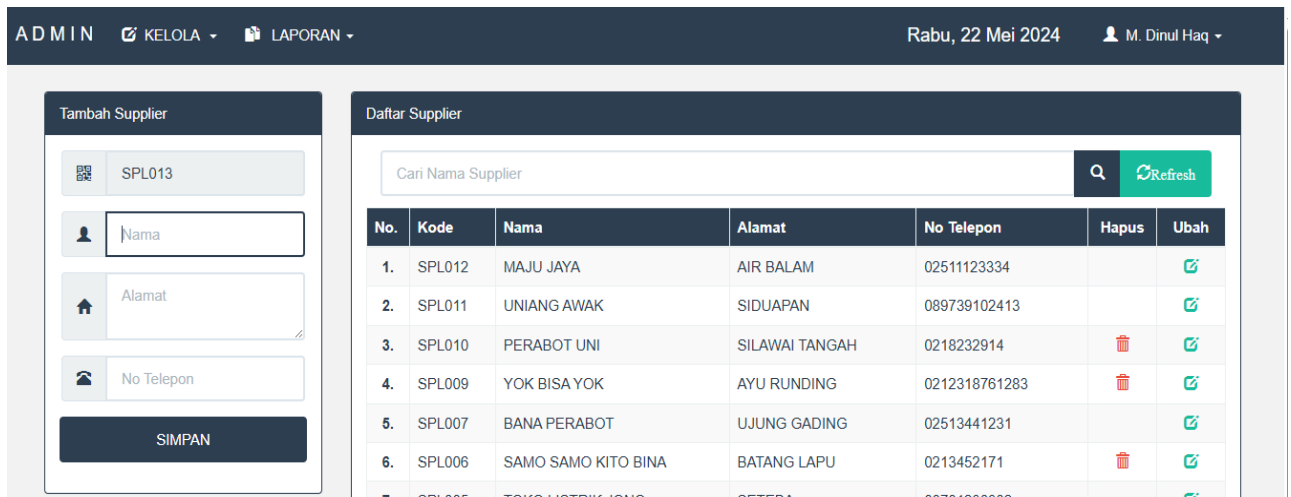 ADMIN KELOLA LAPORAN Rabu, 22 Mei 2024 M. Dinul Haq
Tambah Supplier
SPL013
Nama
Alamat
No Telepon
SIMPAN
Daftar Supplier
Cari Nama Supplier Refresh
No. Kode Nama Alamat No Telepon Hapus Ubah
1. SPL012 MAJU JAYA AIR BALAM 02511123334
2. SPL011 UNIANG AWAK SIDUAPAN 089739102413
3. SPL010 PERABOT UNI SILAWAI TANGAH 0218232914
4. SPL009 YOK BISA YOK AYU RUNDING 0212318761283
5. SPL007 BANA PERABOT UJUNG GADING 02513441231
6. SPL006 SAMO SAMO KITO BINA BATANG LAPU 0213452171